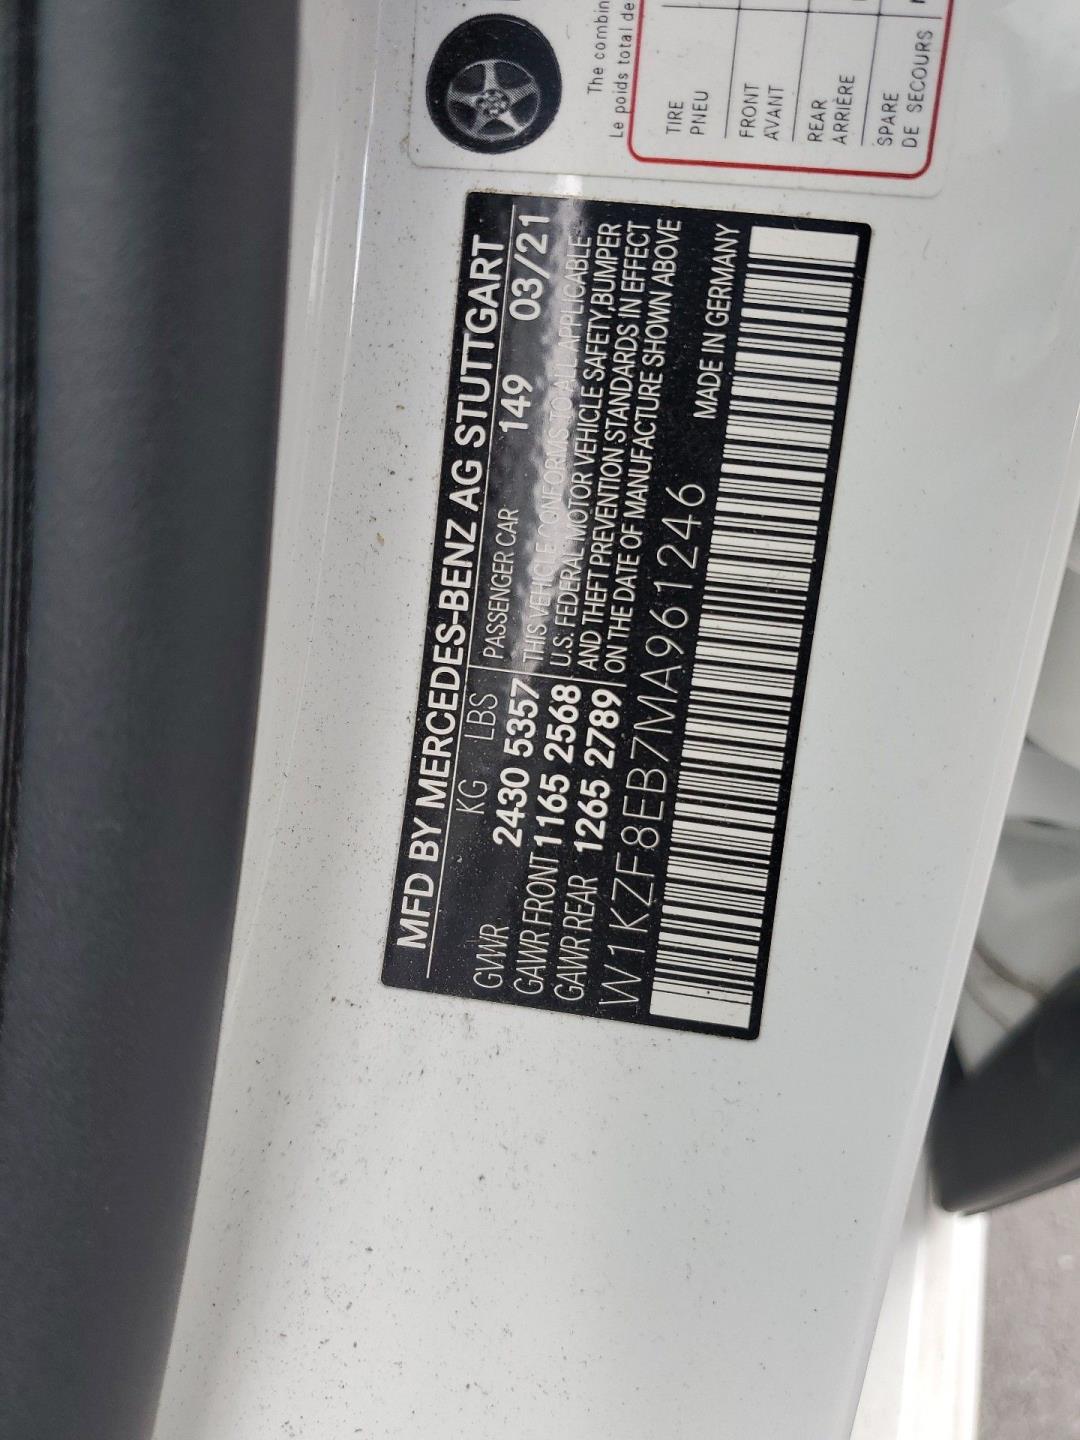 The combin
Le poids total de
TIRE
PNEU
FRONT
AVANT
REAR
ARRIÈRE
SPARE
DE SECOURS
MFD BY MERCEDES-BENZ AG STUTTGART
KG LBS PASSENGER CAR 149 03/21
GVWR 2430 5357 THIS VEHICLE CONFORMS TO ALL APPLICABLE
GAWR FRONT 1165 2568 U.S. FEDERAL MOTOR VEHICLE SAFETY,BUMPER
GAWR REAR 1265 2789 AND THEFT PREVENTION STANDARDS IN EFFECT
ON THE DATE OF MANUFACTURE SHOWN ABOVE
W1KZF8EB7MA961246 MADE IN GERMANY